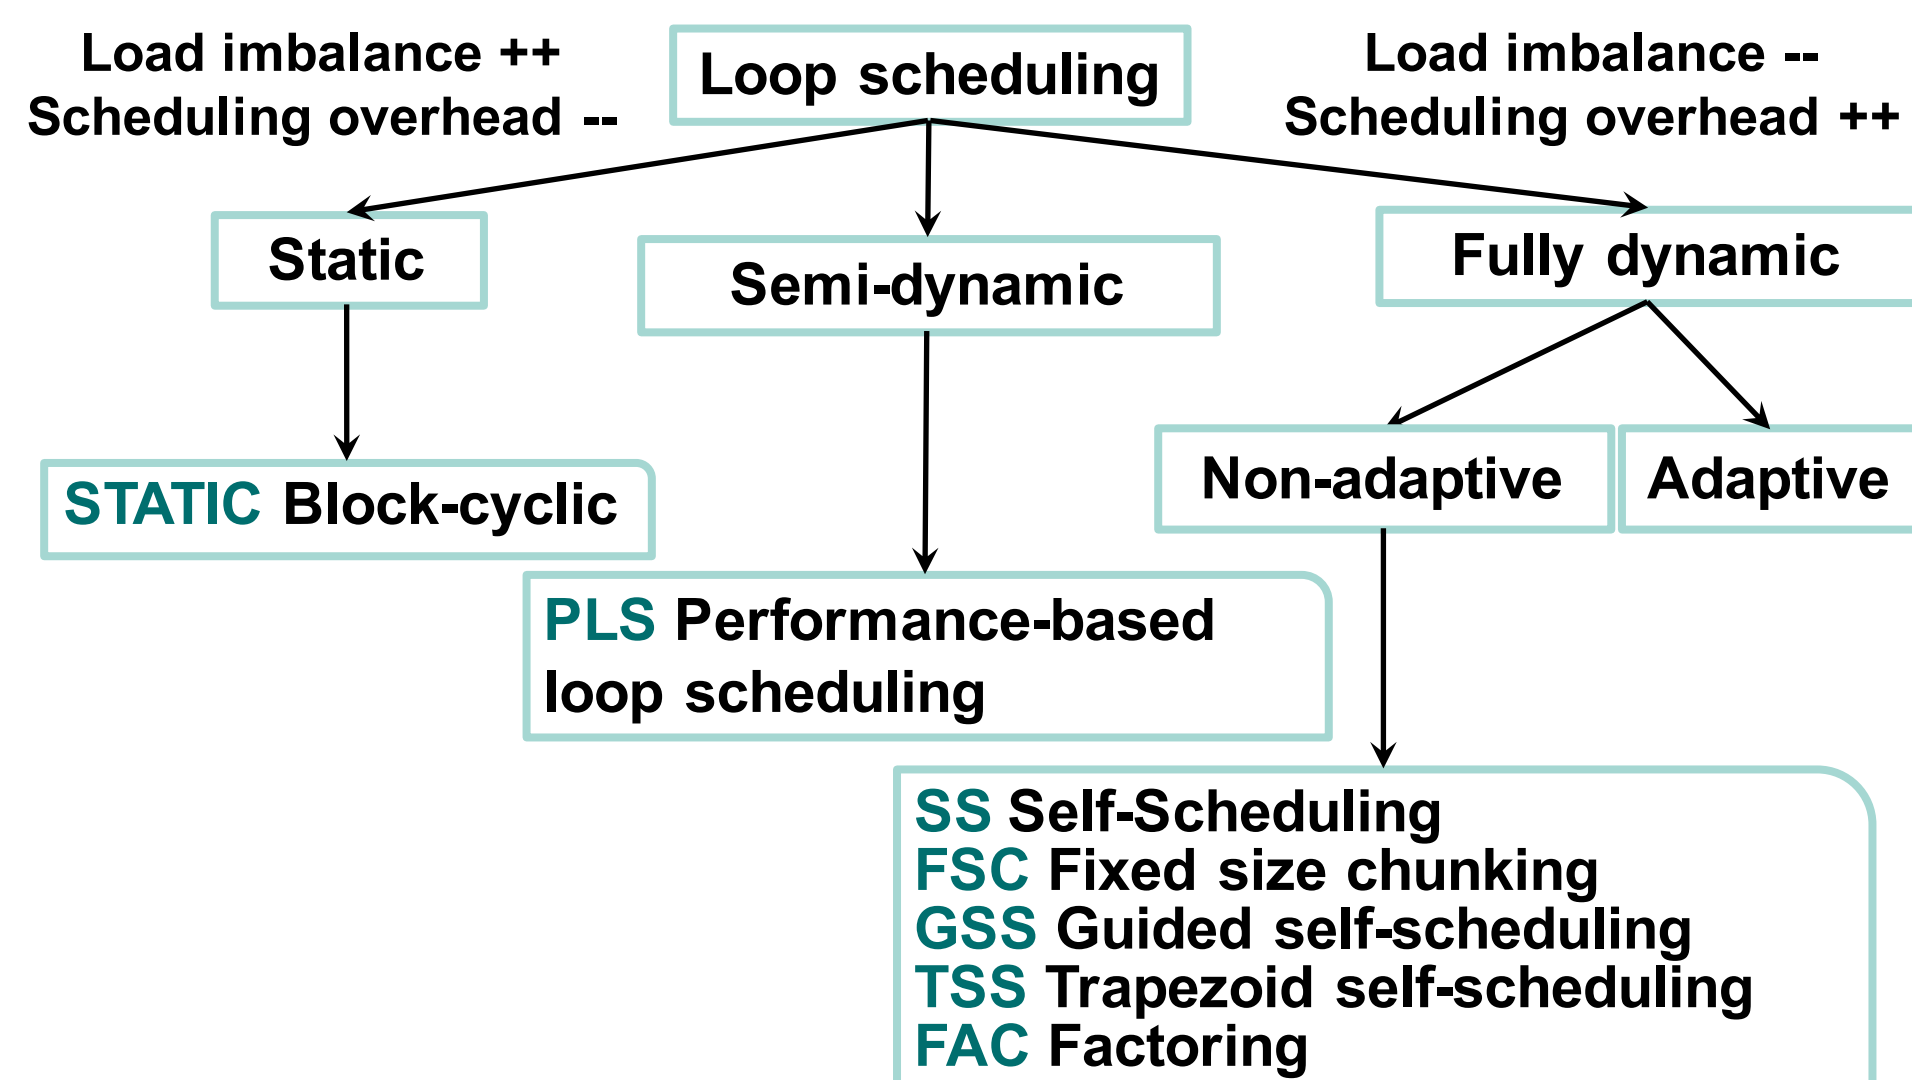 Load imbalance ++
Scheduling overhead --
Loop scheduling
Load imbalance --
Scheduling overhead ++
Static
Semi-dynamic
Fully dynamic
Non-adaptive
Adaptive
STATIC Block-cyclic
PLS Performance-based
loop scheduling
SS Self-Scheduling
FSC Fixed size chunking
GSS Guided self-scheduling
TSS Trapezoid self-scheduling
FAC Factoring